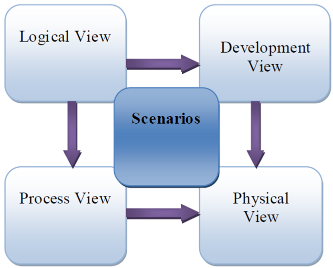 Logical View
Development
View
Scenarios
Process View
Physical
View